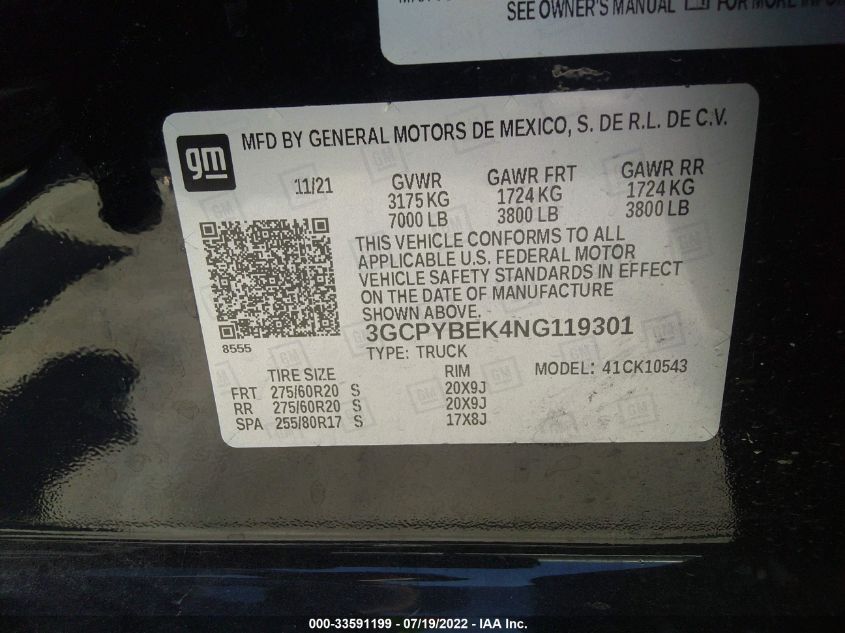 SEE OWNER'S MANUAL FOR MORE INFOR
gm
MFD BY GENERAL MOTORS DE MEXICO, S. DE R.L. DE C.V.
11/21
GVWR GAWR FRT GAWR RR
3175 KG 1724 KG 1724 KG
7000 LB 3800 LB 3800 LB
THIS VEHICLE CONFORMS TO ALL
APPLICABLE U.S. FEDERAL MOTOR
VEHICLE SAFETY STANDARDS IN EFFECT
ON THE DATE OF MANUFACTURE
SHOWN ABOVE.
8555
3GCPYBEK4NG119301
TYPE: TRUCK
MODEL: 41CK10543
TIRE SIZE RIM
FRT 275/60R20 S 20X9J
RR 275/60R20 S 20X9J
SPA 255/80R17 S 17X8J
000-33591199 - 07/19/2022 - IAA Inc.